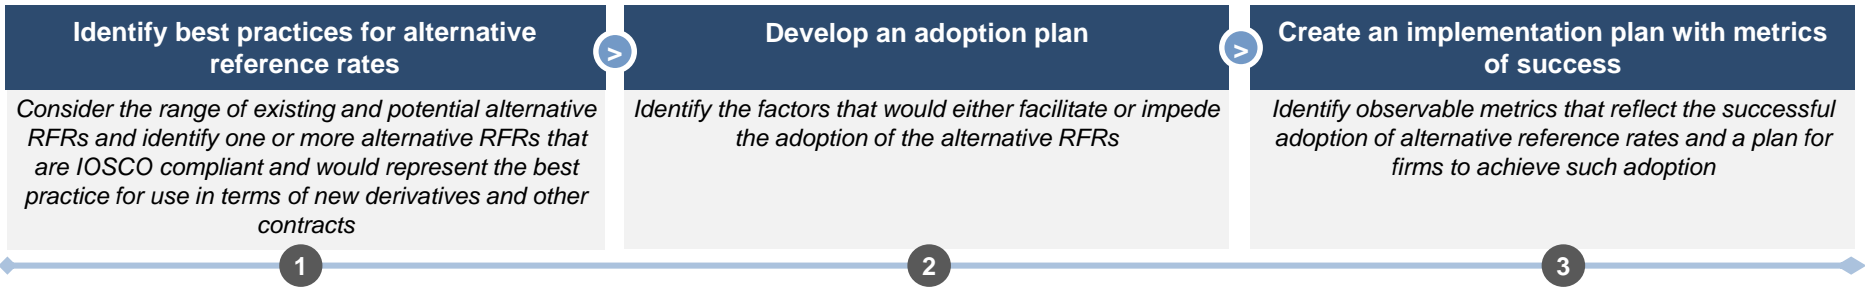 Identify best practices for alternative
reference rates
>
Develop an adoption plan
>
Create an implementation plan with metrics
of success
Consider the range of existing and potential alternative
RFRs and identify one or more alternative RFRs that
are IOSCO compliant and would represent the best
practice for use in terms of new derivatives and other
contracts
Identify the factors that would either facilitate or impede
the adoption of the alternative RFRs
Identify observable metrics that reflect the successful
adoption of alternative reference rates and a plan for
firms to achieve such adoption
1
2
3